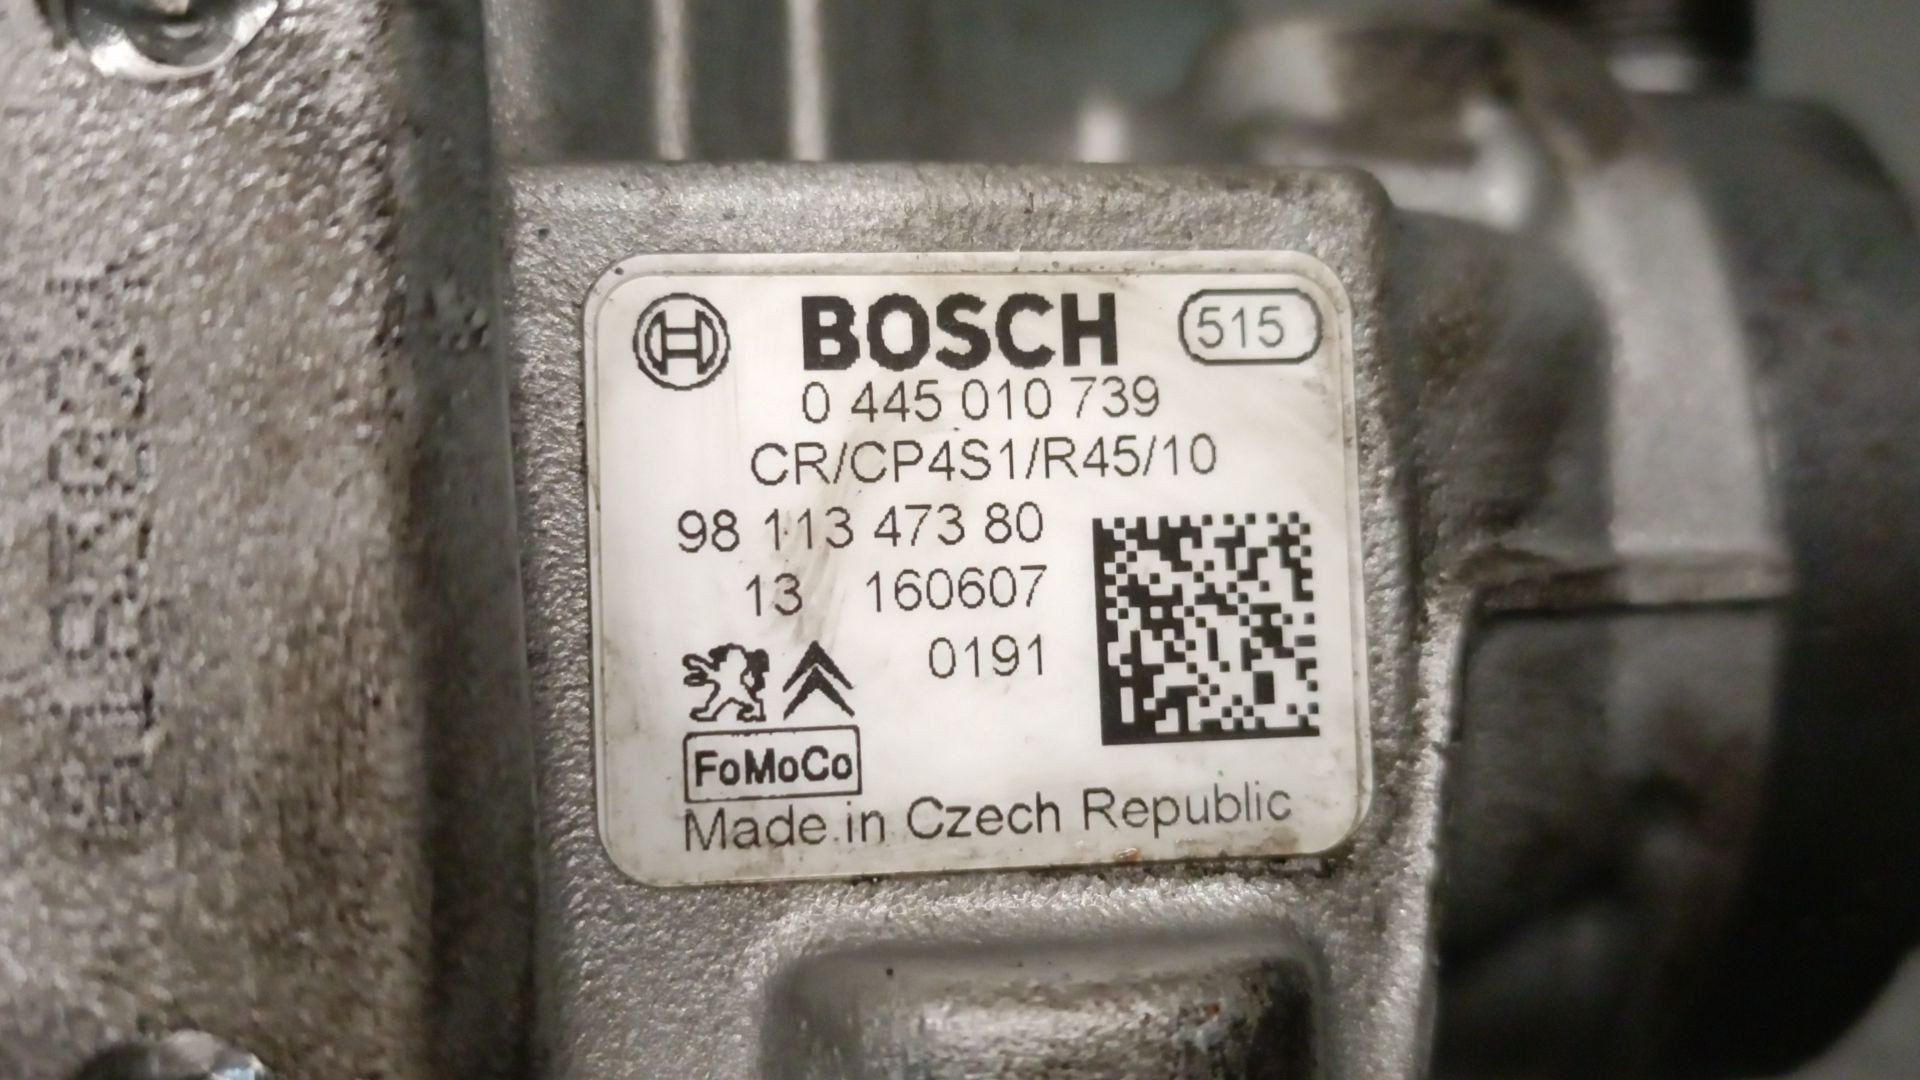 BOSCH 515
0 445 010 739
CR/CP4S1/R45/10
98 113 473 80
13 160607
0191
FoMoCo
Made in Czech Republic